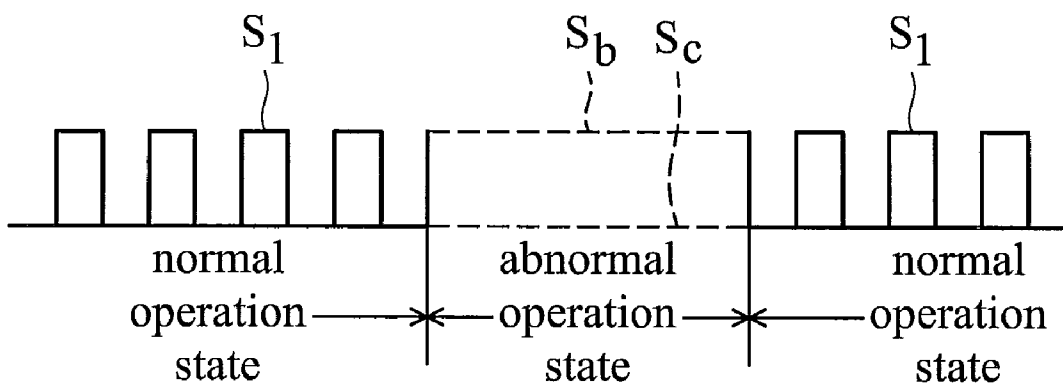 S1 Sb Sc S1
normal abnormal normal
operation operation operation
state state state